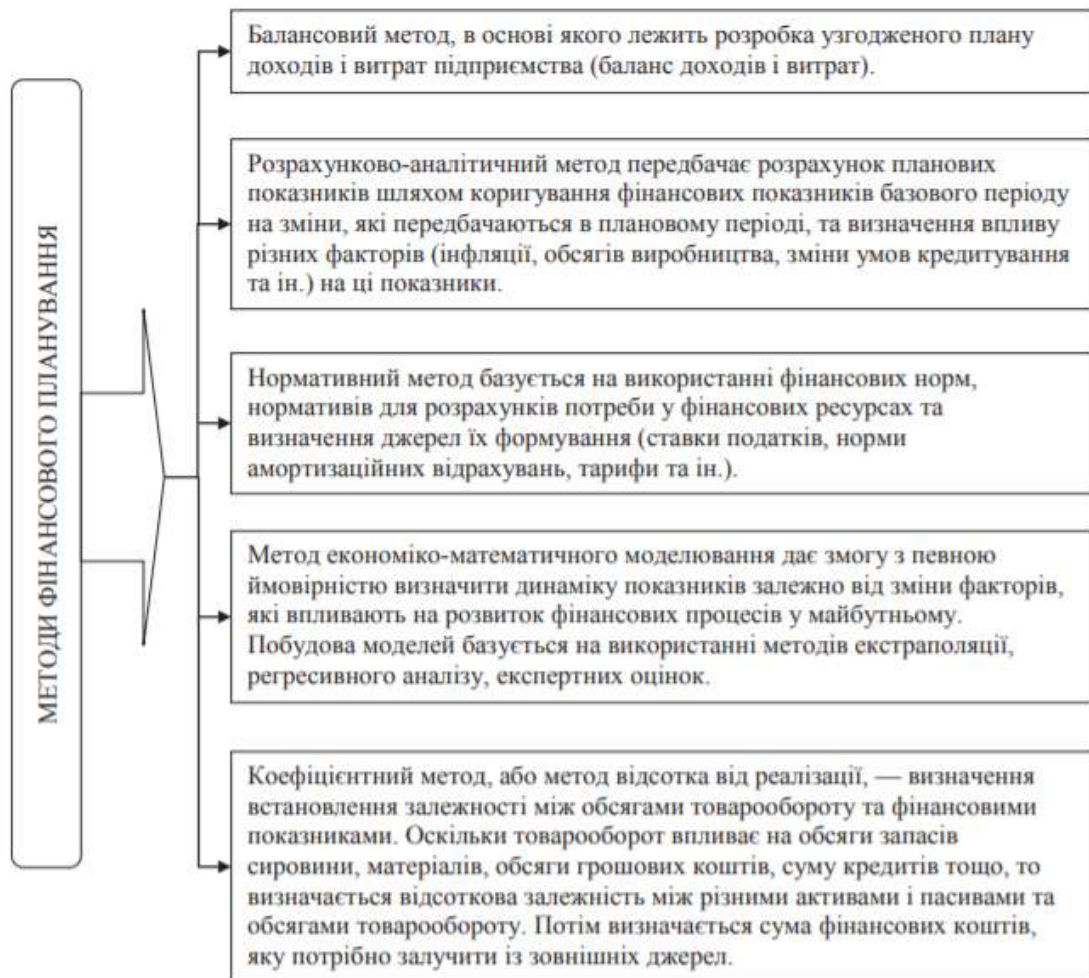 МЕТОДИ ФІНАНСОВОГО ПЛАНУВАННЯ
Балансовий метод, в основі якого лежить розробка узгодженого плану
доходів і витрат підприємства (баланс доходів і витрат).
Розрахунково-аналітичний метод передбачає розрахунок планових
показників шляхом коригування фінансових показників базового періоду
на зміни, які передбачаються в плановому періоді, та визначення впливу
різних факторів (інфляції, обсягів виробництва, зміни умов кредитування
та ін.) на ці показники.
Нормативний метод базується на використанні фінансових норм,
нормативів для розрахунків потреби у фінансових ресурсах та
визначення джерел їх формування (ставки податків, норми
амортизаційних відрахувань, тарифи та ін.).
Метод економіко-математичного моделювання дає змогу з певною
ймовірністю визначити динаміку показників залежно від зміни факторів,
які впливають на розвиток фінансових процесів у майбутньому.
Побудова моделей базується на використанні методів екстраполяції,
регресивного аналізу, експертних оцінок.
Коефіцієнтний метод, або метод відсотка від реалізації, — визначення
встановлення залежності між обсягами товарообороту та фінансовими
показниками. Оскільки товарооборот впливає на обсяги запасів
сировини, матеріалів, обсяги грошових коштів, суму кредитів тощо, то
визначається відсоткова залежність між різними активами і пасивами та
обсягами товарообороту. Потім визначається сума фінансових коштів,
яку потрібно залучити із зовнішніх джерел.